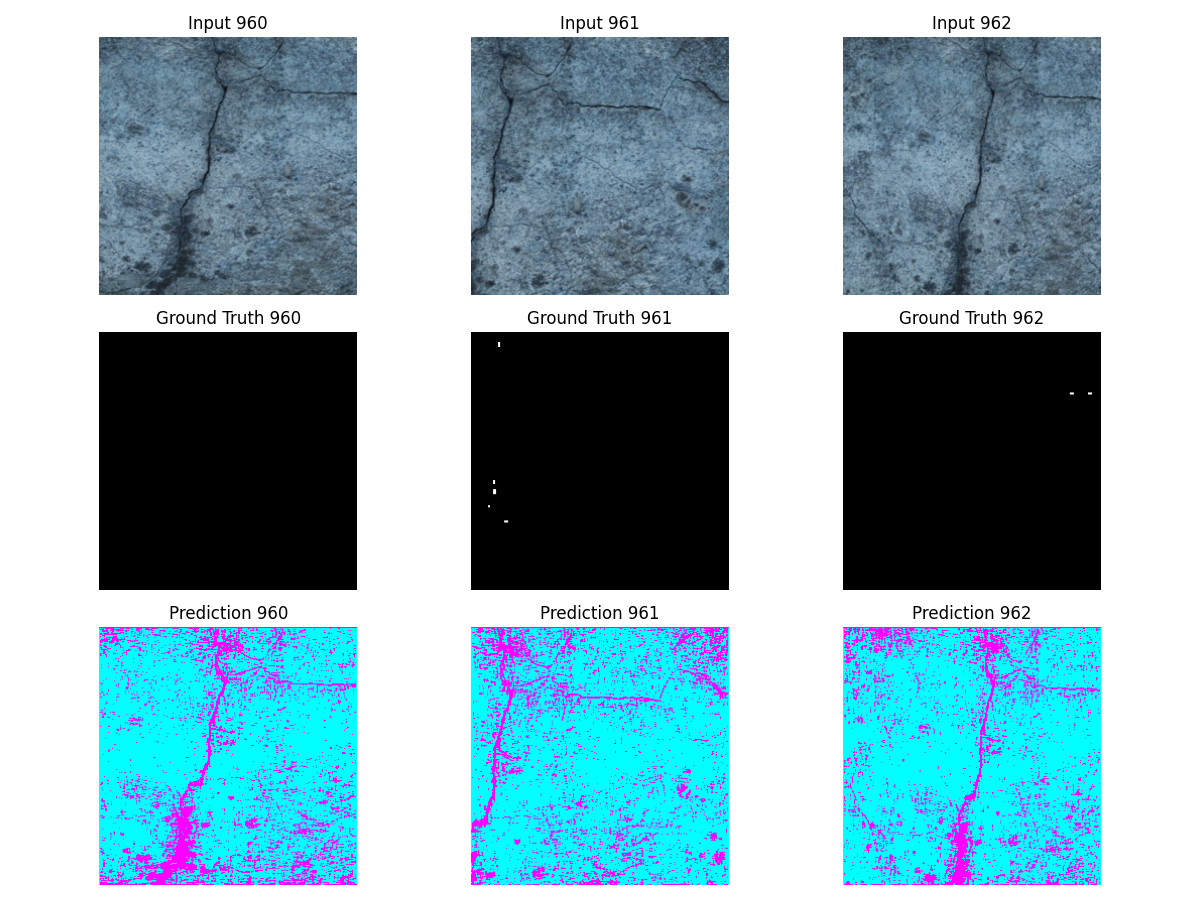 Input 960
Input 961
Input 962
Ground Truth 960
Ground Truth 961
Ground Truth 962
Prediction 960
Prediction 961
Prediction 962